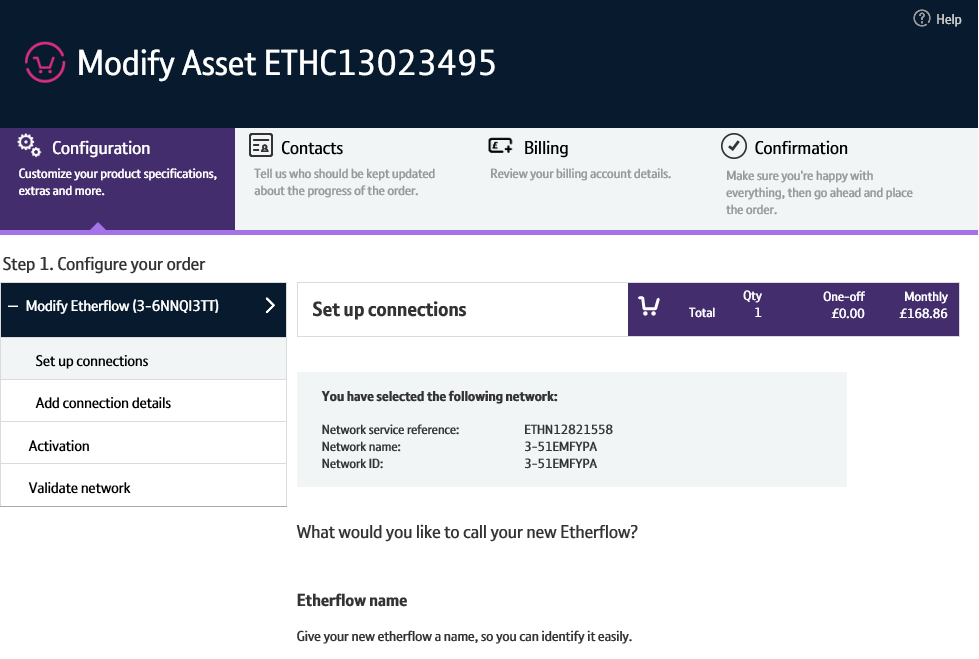 Help
Modify Asset ETHC13023495
Configuration
Customize your product specifications,
extras and more.
Contacts
Tell us who should be kept updated
about the progress of the order.
Billing
Review your billing account details.
Confirmation
Make sure you're happy with
everything, then go ahead and place
the order.
Step 1. Configure your order
Modify Etherflow (3-6NNQI3TT)
Set up connections
Add connection details
Activation
Validate network
Set up connections
Qty One-off Monthly
Total 1 £0.00 £168.86
You have selected the following network:
Network service reference: ETHN12821558
Network name: 3-51EMFYPA
Network ID: 3-51EMFYPA
What would you like to call your new Etherflow?
Etherflow name
Give your new etherflow a name, so you can identify it easily.